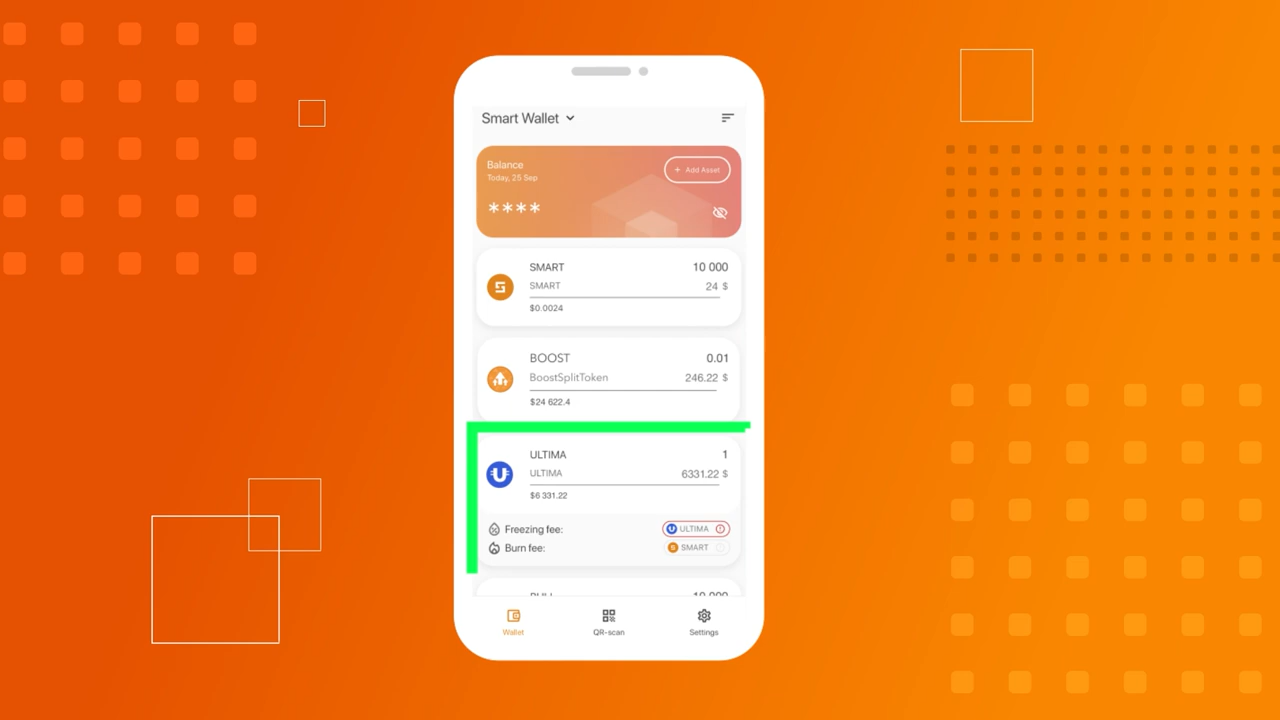 Smart Wallet
Balance
Today, 25 Sep
+ Add Asset
****
SMART 10 000
SMART 24 $
$0.0024
BOOST 0.01
BoostSplitToken 246.22 $
$24 622.4
ULTIMA 1
ULTIMA 6331.22 $
$6 331.22
Freezing fee: ULTIMA
Burn fee: SMART
Wallet QR-scan Settings